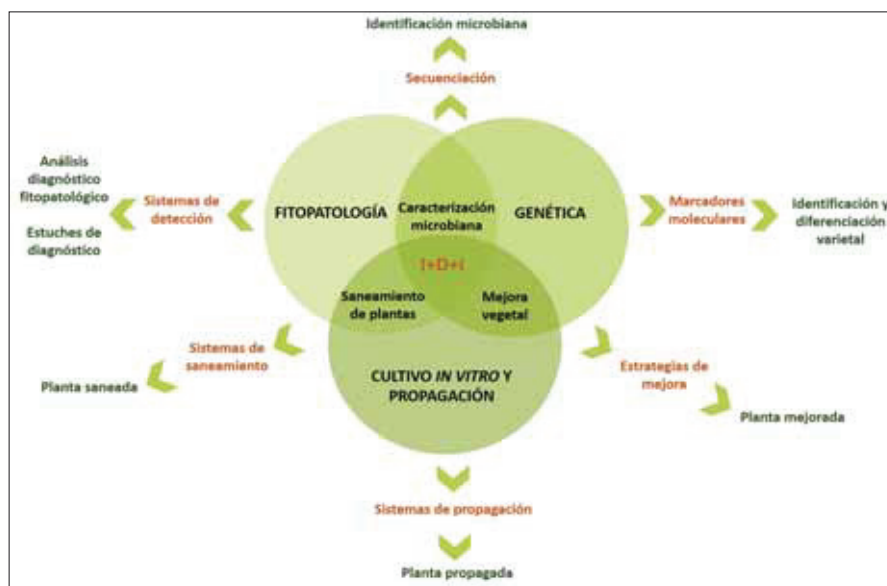 Identificación microbiana
Secuenciación
Análisis
diagnóstico
fitopatológico
Estuches de
diagnóstico
Sistemas de
detección
FITOPATOLOGÍA
Caracterización
microbiana
GENÉTICA
Marcadores
moleculares
Identificación y
diferenciación
varietal
I+D+i
Saneamiento
de plantas
Mejora
vegetal
Sistemas de
saneamiento
Planta saneada
CULTIVO IN VITRO Y
PROPAGACIÓN
Estrategias de
mejora
Planta mejorada
Sistemas de propagación
Planta propagada